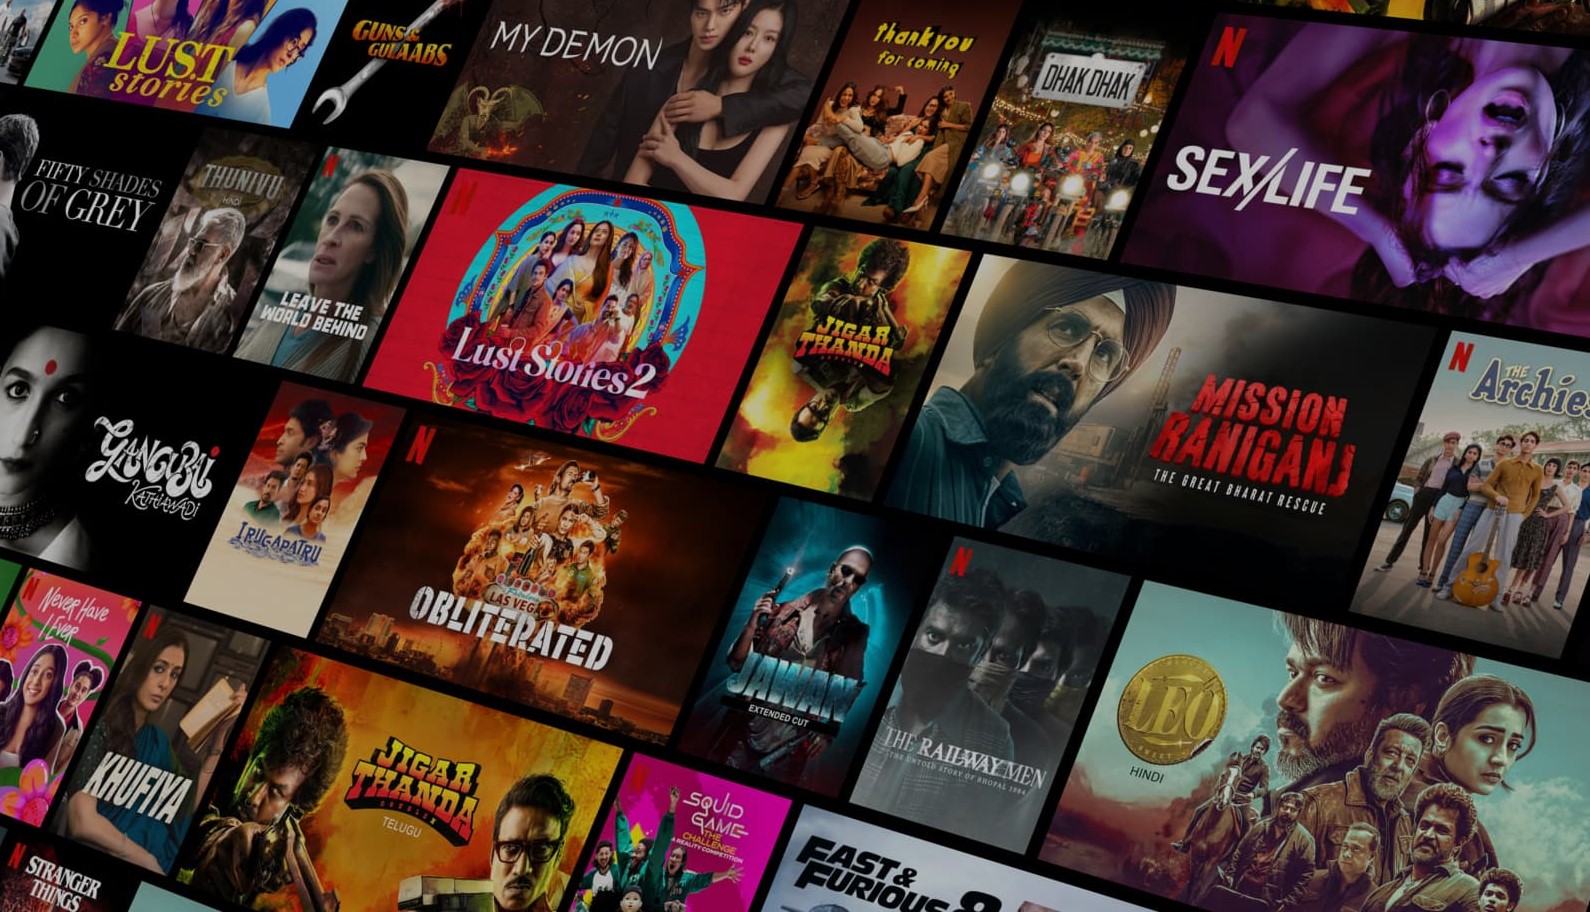 LUST
stories
GUNS &
GULAABS
MY DEMON
thank you
for coming
DHAK DHAK
N
SEX/LIFE
FIFTY SHADES
OF GREY
THUNIVU
HINDI
N
LEAVE THE
WORLD BEHIND
N
Lust Stories 2
JIGAR
THANDA
MISSION
RANIGANJ
THE GREAT BHARAT RESCUE
N
THE
Archie
GANGUBAI
KATHIAWADI
IRUGAPATRU
N
LAS VEGAS
OBLITERATED
JAWAN
EXTENDED CUT
N
THE RAILWAY MEN
THE UNTOLD STORY OF BHOPAL 1984
LEO
HINDI
N
Never Have
I Ever
N
KHUFIYA
JIGAR
THANDA
TELUGU
N
SQUID
GAME
THE
CHALLENGE
A REALITY COMPETITION
N
STRANGER
THINGS
FAST &
FURIOUS 8